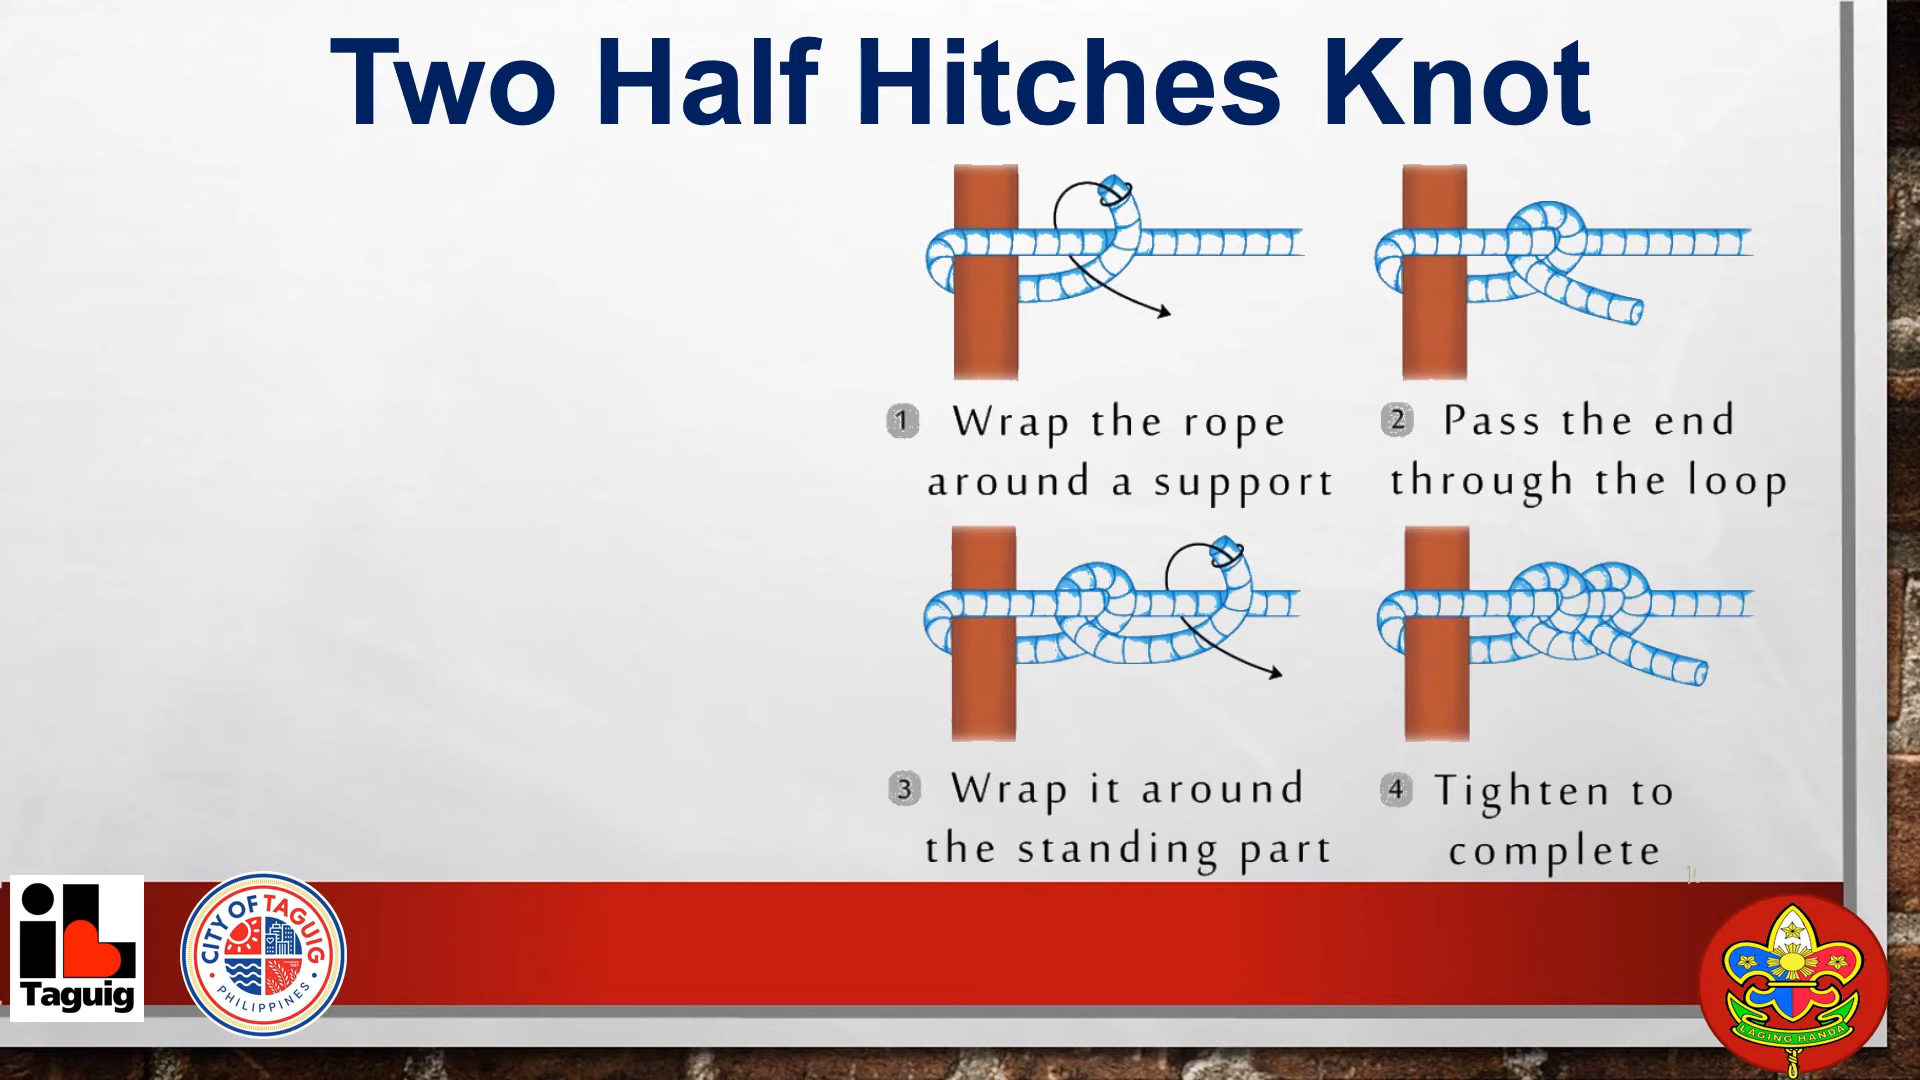 Two Half Hitches Knot
1 Wrap the rope
around a support
2 Pass the end
through the loop
3 Wrap it around
the standing part
4 Tighten to
complete
Taguig
CITY OF TAGUIG
PHILIPPINES
LAGING HANDA